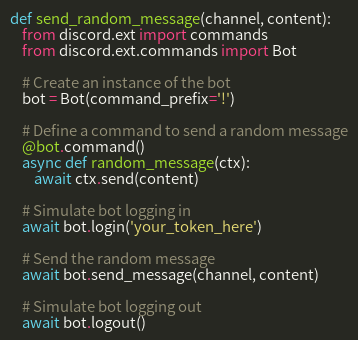 def send_random_message(channel, content):
from discord.ext import commands
from discord.ext.commands import Bot
# Create an instance of the bot
bot = Bot(command_prefix='!')
# Define a command to send a random message
@bot.command()
async def random_message(ctx):
await ctx.send(content)
# Simulate bot logging in
await bot.login('your_token_here')
# Send the random message
await bot.send_message(channel, content)
# Simulate bot logging out
await bot.logout()